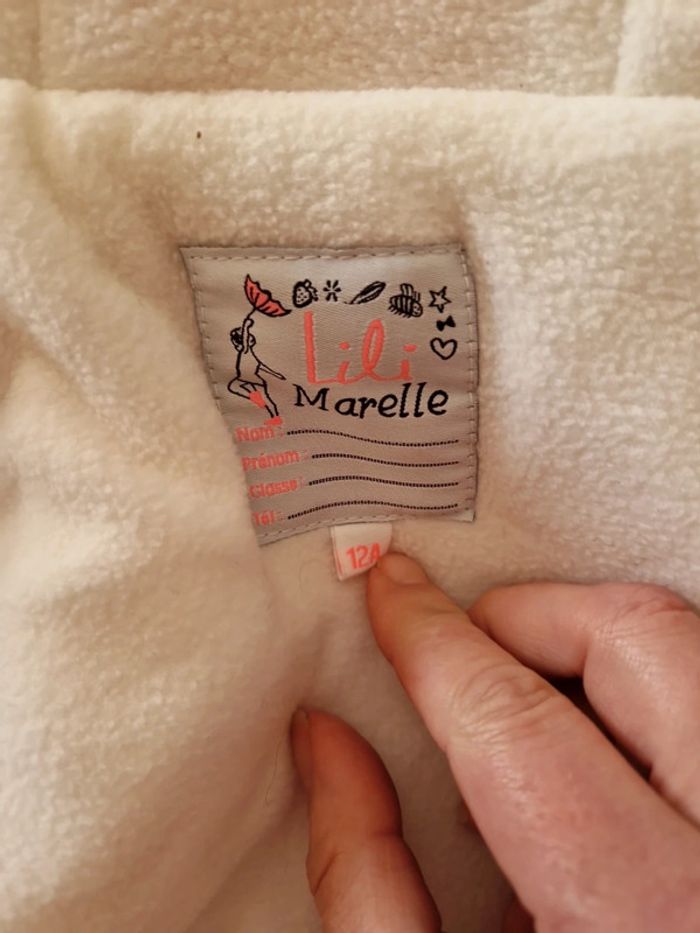 Lili
Marelle
Nom :
Prénom :
Classe :
Tél :
12A